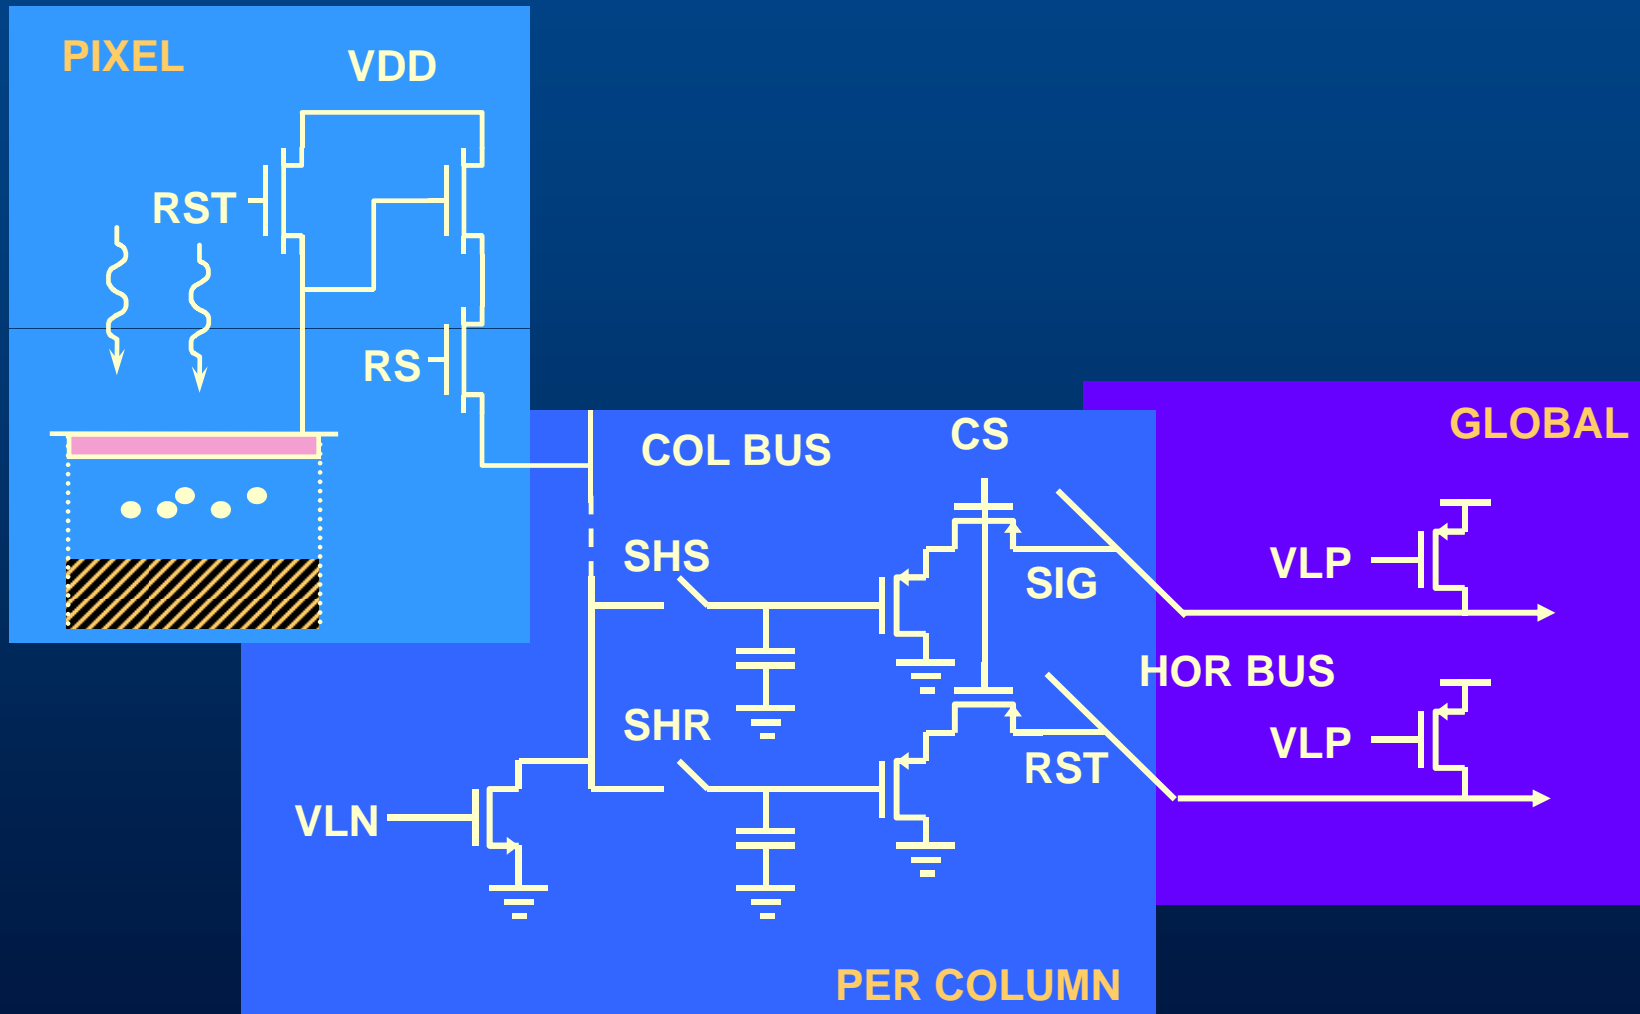 PIXEL
VDD
RST
RS
COL BUS
CS
GLOBAL
SHS
SIG
VLP
HOR BUS
SHR
RST
VLP
VLN
PER COLUMN